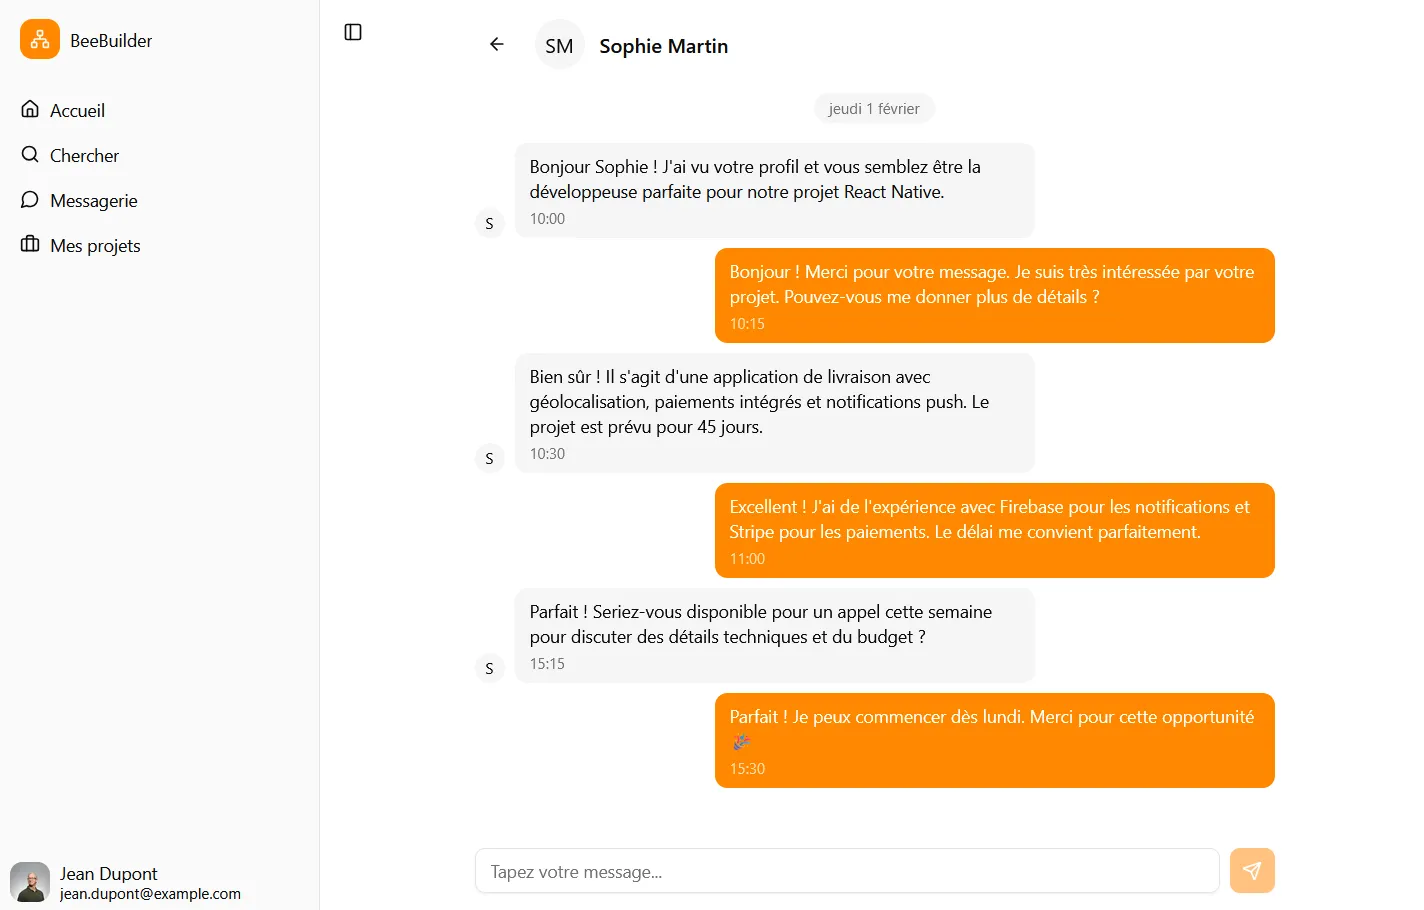 BeeBuilder
Accueil
Chercher
Messagerie
Mes projets
SM
Sophie Martin
jeudi 1 février
Bonjour Sophie ! J'ai vu votre profil et vous semblez être la
développeuse parfaite pour notre projet React Native.
10:00
S
Bonjour ! Merci pour votre message. Je suis très intéressée par votre
projet. Pouvez-vous me donner plus de détails ?
10:15
Bien sûr ! Il s'agit d'une application de livraison avec
géolocalisation, paiements intégrés et notifications push. Le
projet est prévu pour 45 jours.
10:30
S
Excellent ! J'ai de l'expérience avec Firebase pour les notifications et
Stripe pour les paiements. Le délai me convient parfaitement.
11:00
Parfait ! Seriez-vous disponible pour un appel cette semaine
pour discuter des détails techniques et du budget ?
15:15
S
Parfait ! Je peux commencer dès lundi. Merci pour cette opportunité
🎉
15:30
Tapez votre message...
Jean Dupont
jean.dupont@example.com